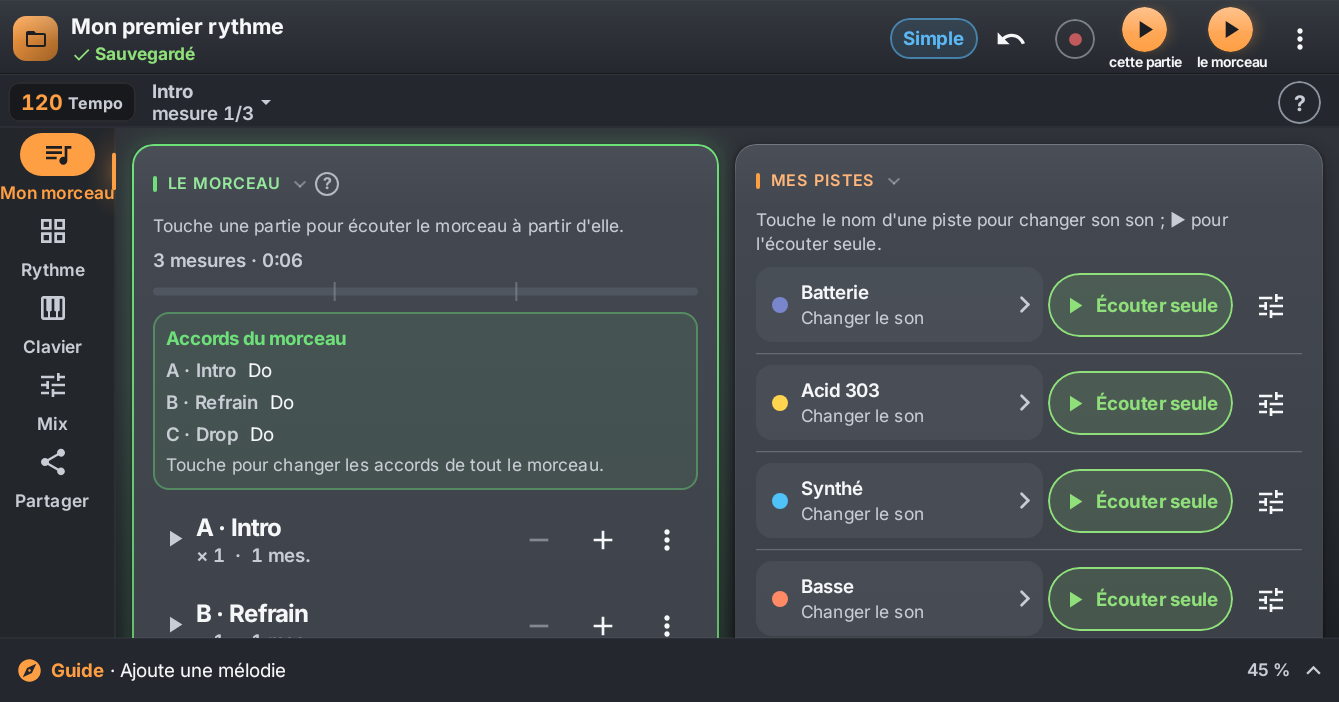 Mon premier rythme
Sauvegardé
Simple
cette partie
le morceau
120 Tempo
Intro
mesure 1/3
?
Mon morceau
Rythme
Clavier
Mix
Partager
LE MORCEAU
?
Touche une partie pour écouter le morceau à partir d'elle.
3 mesures · 0:06
Accords du morceau
A · Intro Do
B · Refrain Do
C · Drop Do
Touche pour changer les accords de tout le morceau.
A · Intro
× 1 · 1 mes.
B · Refrain
MES PISTES
Touche le nom d'une piste pour changer son son ; ▶ pour
l'écouter seule.
Batterie
Changer le son
Écouter seule
Acid 303
Changer le son
Écouter seule
Synthé
Changer le son
Écouter seule
Basse
Changer le son
Écouter seule
Guide · Ajoute une mélodie
45 %